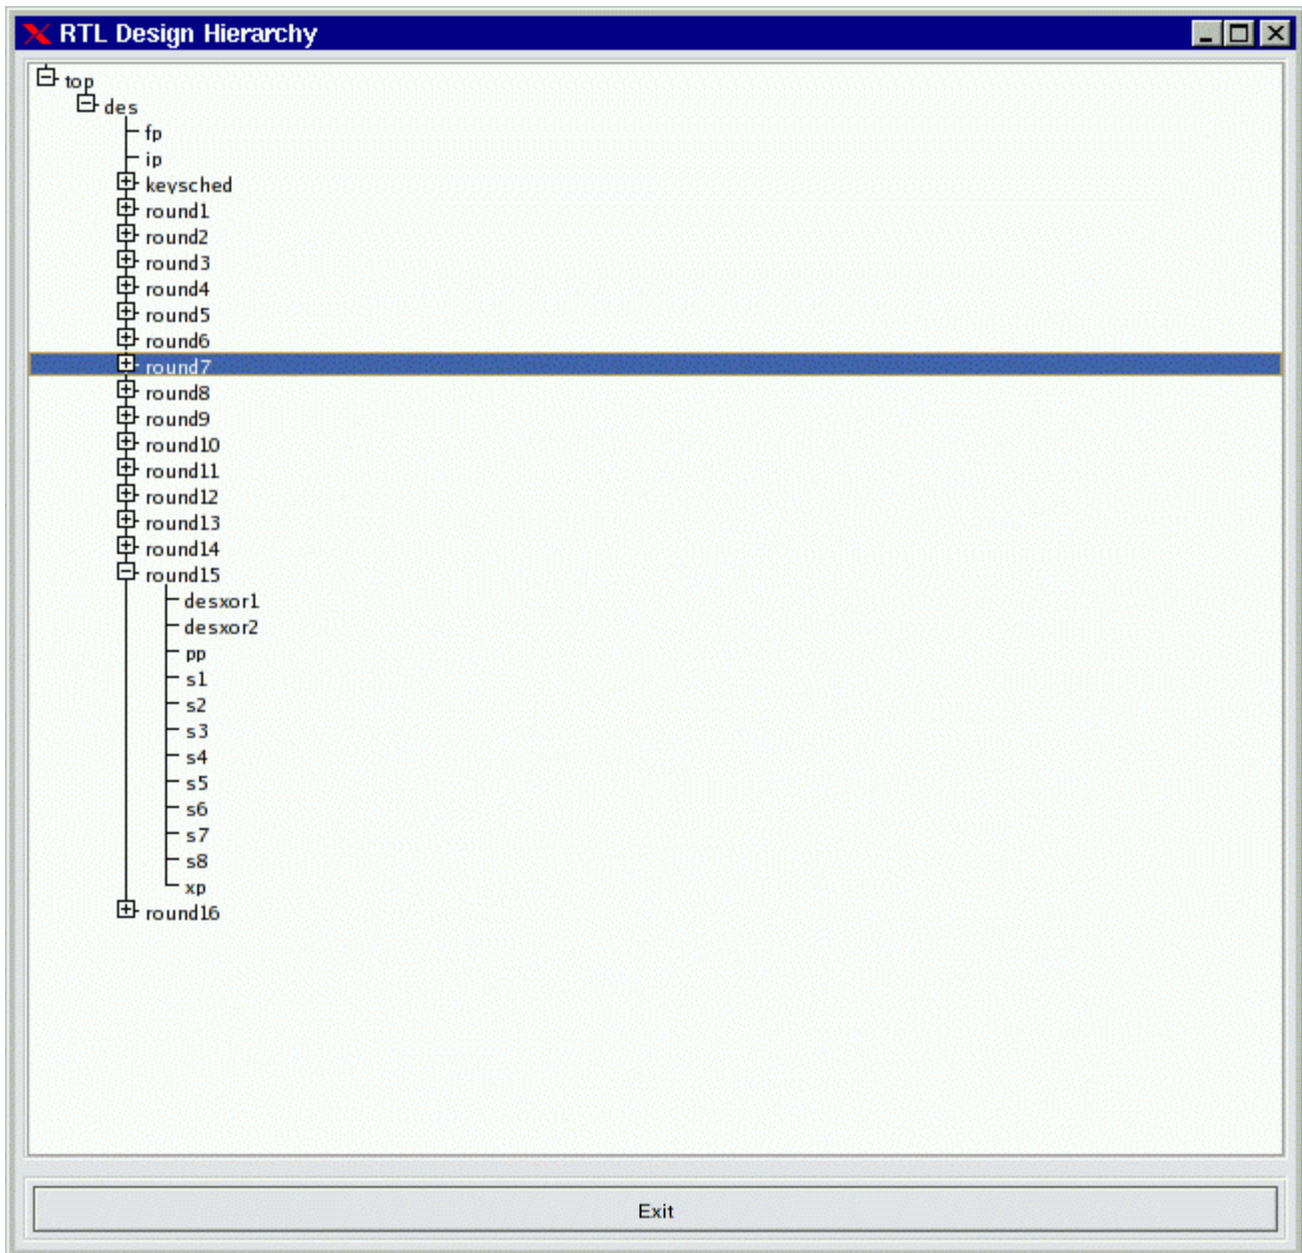 RTL Design Hierarchy
top
des
fp
ip
keysched
round1
round2
round3
round4
round5
round6
round7
round8
round9
round10
round11
round12
round13
round14
round15
desxor1
desxor2
pp
s1
s2
s3
s4
s5
s6
s7
s8
xp
round16
Exit